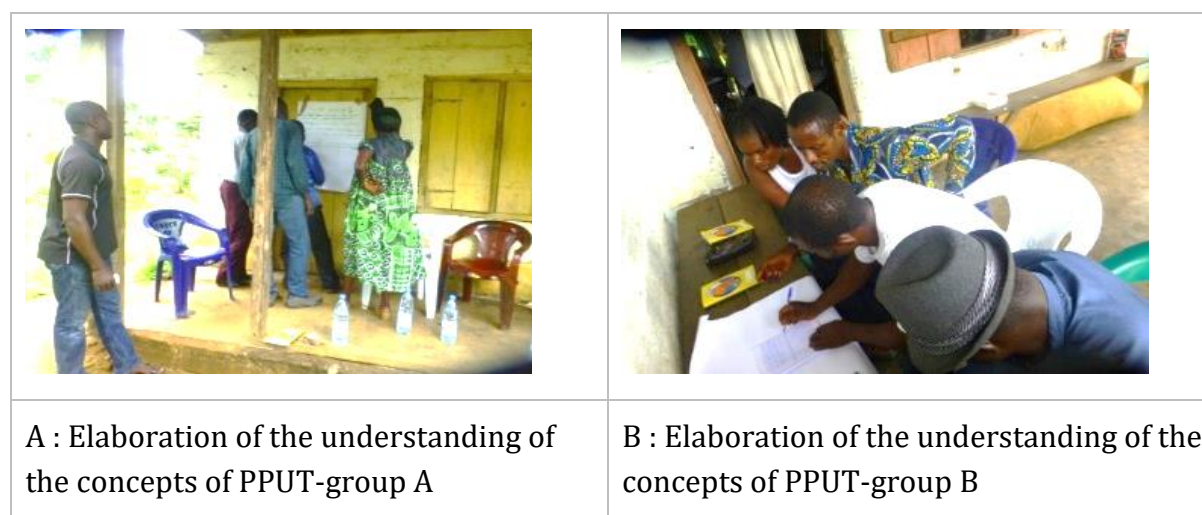 A : Elaboration of the understanding of
the concepts of PPUT-group A
B : Elaboration of the understanding of the
concepts of PPUT-group B